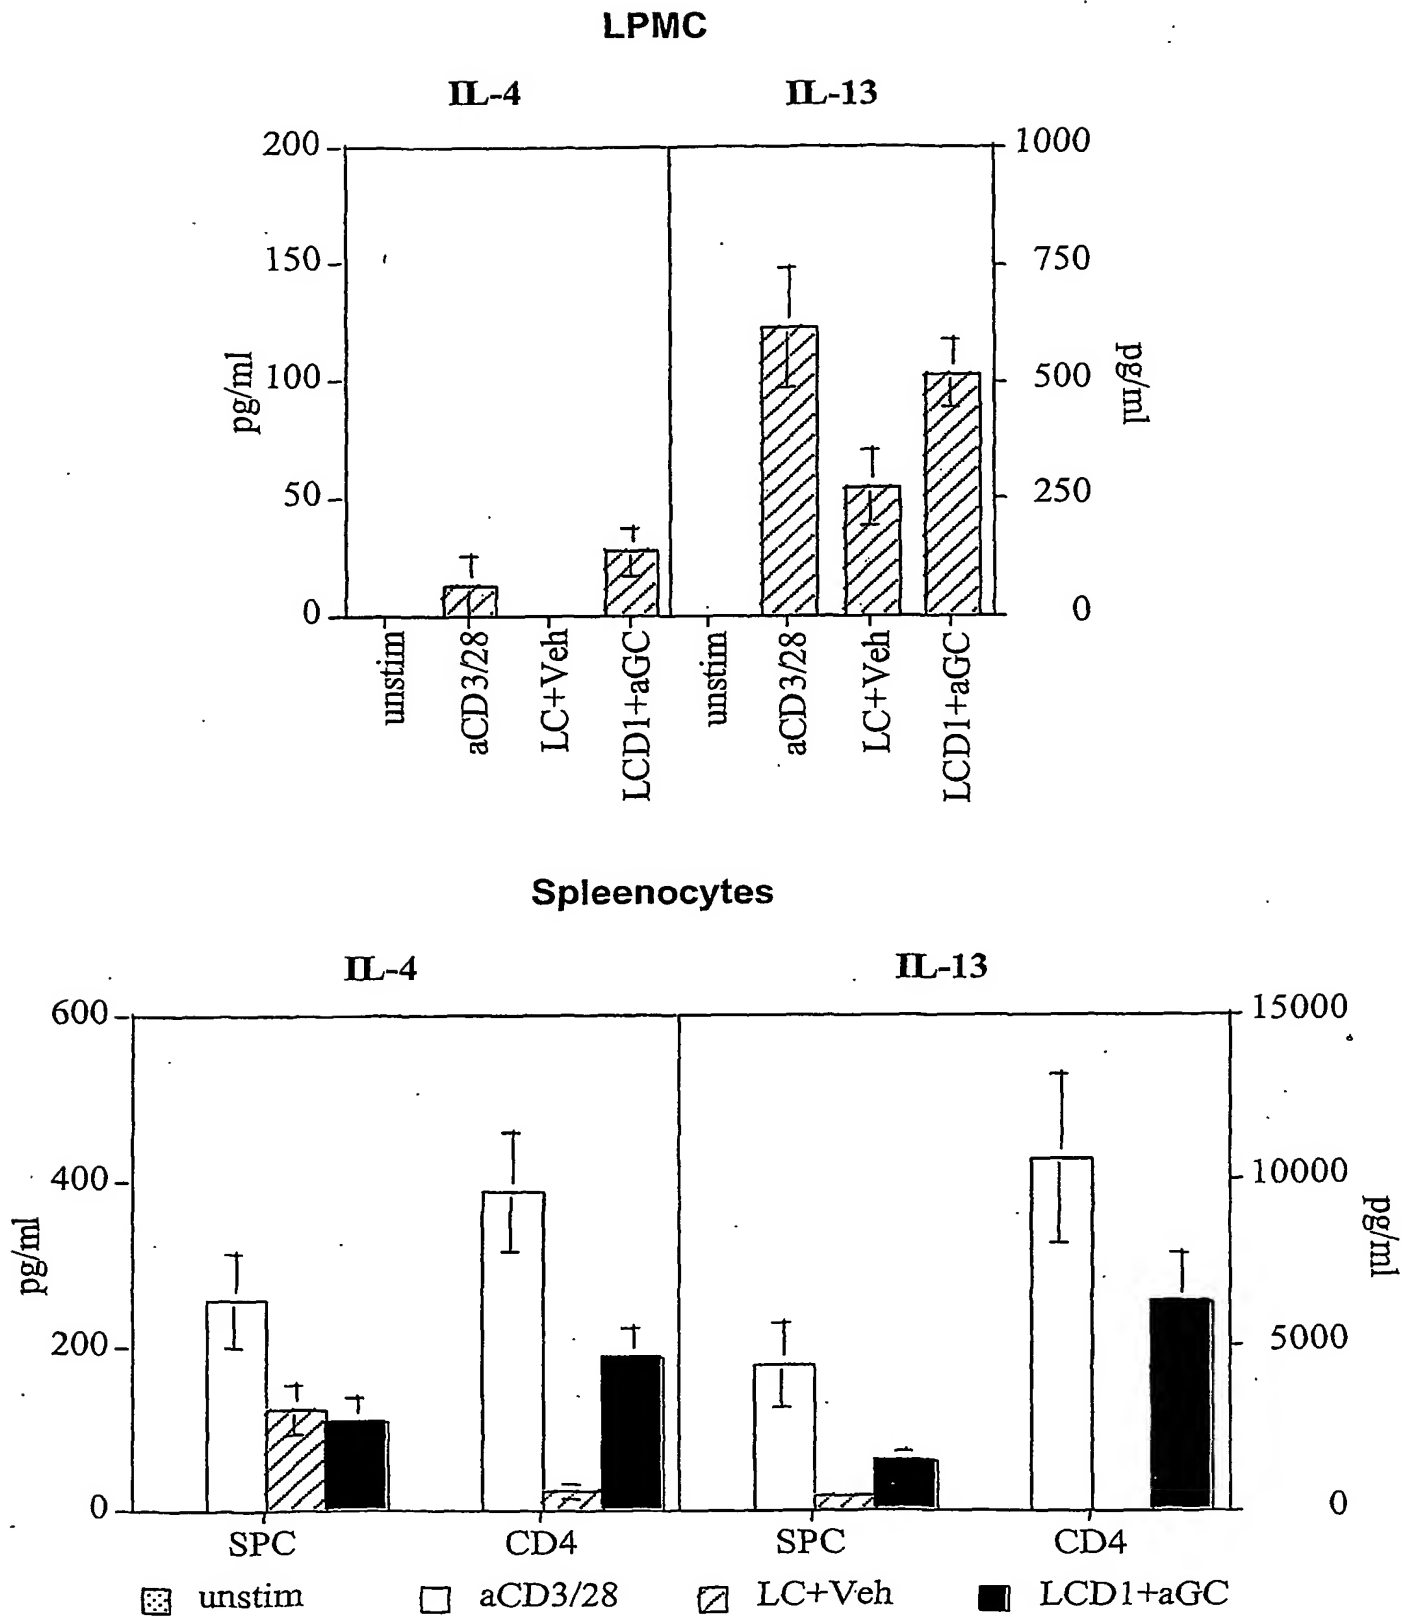 LPMC
IL-4 IL-13
200 1000
150 750
100 500
50 250
0 0
pg/ml pg/ml
unstim aCD3/28 LC+Veh LCD1+aGC unstim aCD3/28 LC+Veh LCD1+aGC
Spleenocytes
IL-4 IL-13
600 15000
400 10000
200 5000
0 0
pg/ml pg/ml
SPC CD4 SPC CD4
unstim aCD3/28 LC+Veh LCD1+aGC